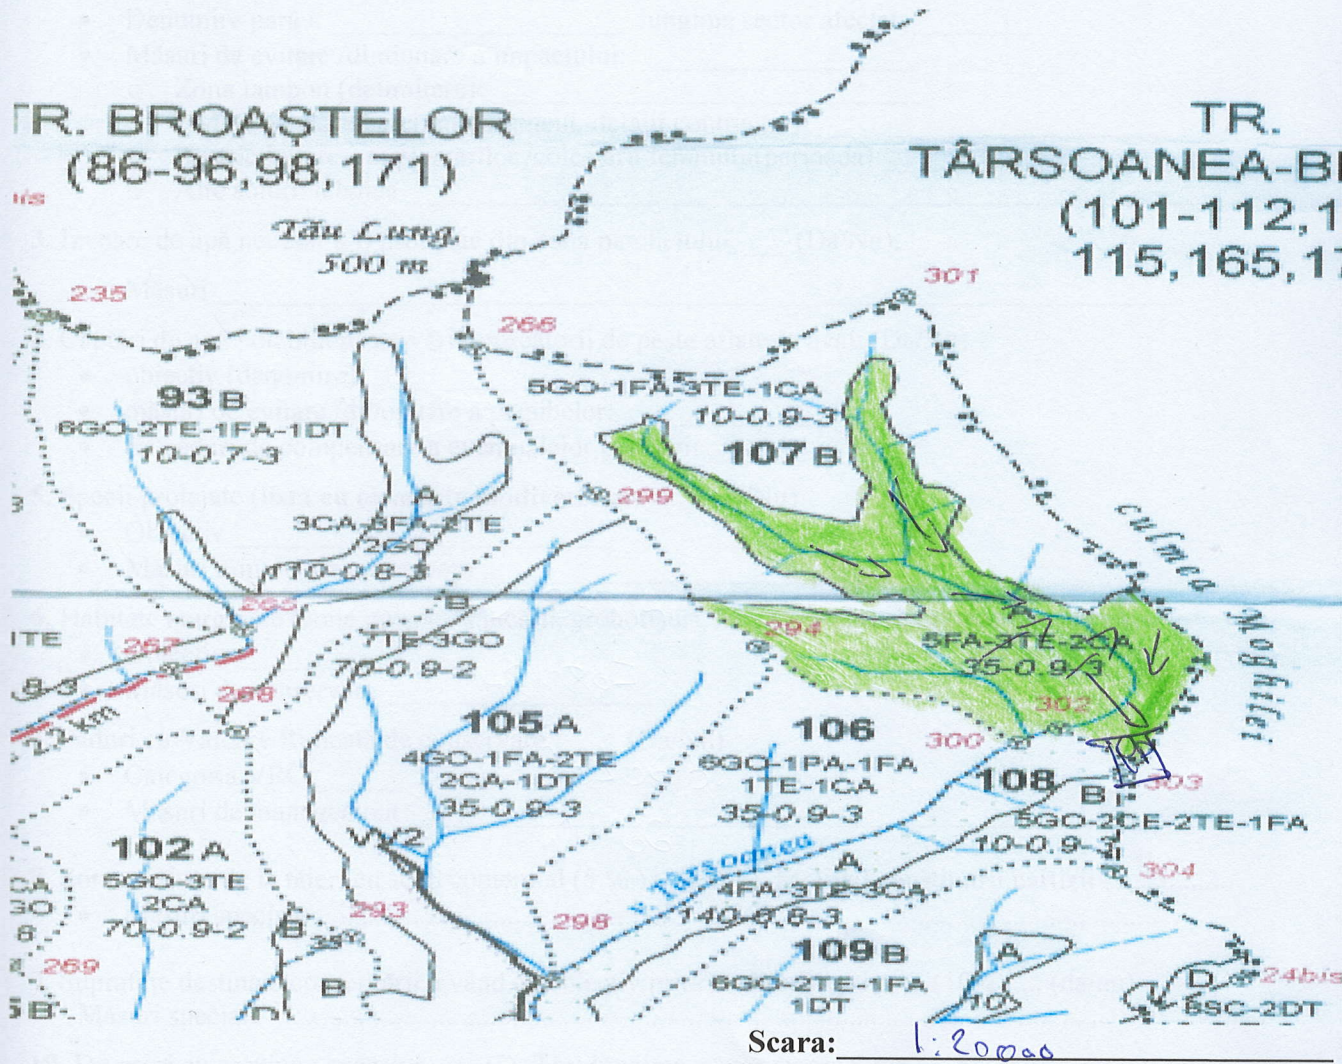 TR. BROAȘTELOR
(86-96,98,171)
TR.
TÂRSOANEA-B
(101-112,1
115,165,17
Tău Lung
500 m
235
301
266
93 B
6GO-2TE-1FA-1DT
10-0.7-3
5GO-1FA-3TE-1CA
10-0.9-3
107 B
299
A
3CA-3FA-2TE
2GO
110-0.8-3
culmea
Moghilei
265
267
268
2,2 km
B
7TE-3GO
70-0.9-2
294
5FA-3TE-2CA
35-0.9-3
302
300
303
105 A
4GO-1FA-2TE
2CA-1DT
35-0.9-3
VV2
106
6GO-1PA-1FA
1TE-1CA
35-0.9-3
108
B
5GO-2CE-2TE-1FA
10-0.9-3
304
102 A
5GO-3TE
2CA
70-0.9-2
293
298
v. Târsoanea
A
4FA-3TE-3CA
140-0.8-3
269
B
B
109 B
6GO-2TE-1FA
1DT
A
10
D
24bis
8SC-2DT
Scara: 1:20000